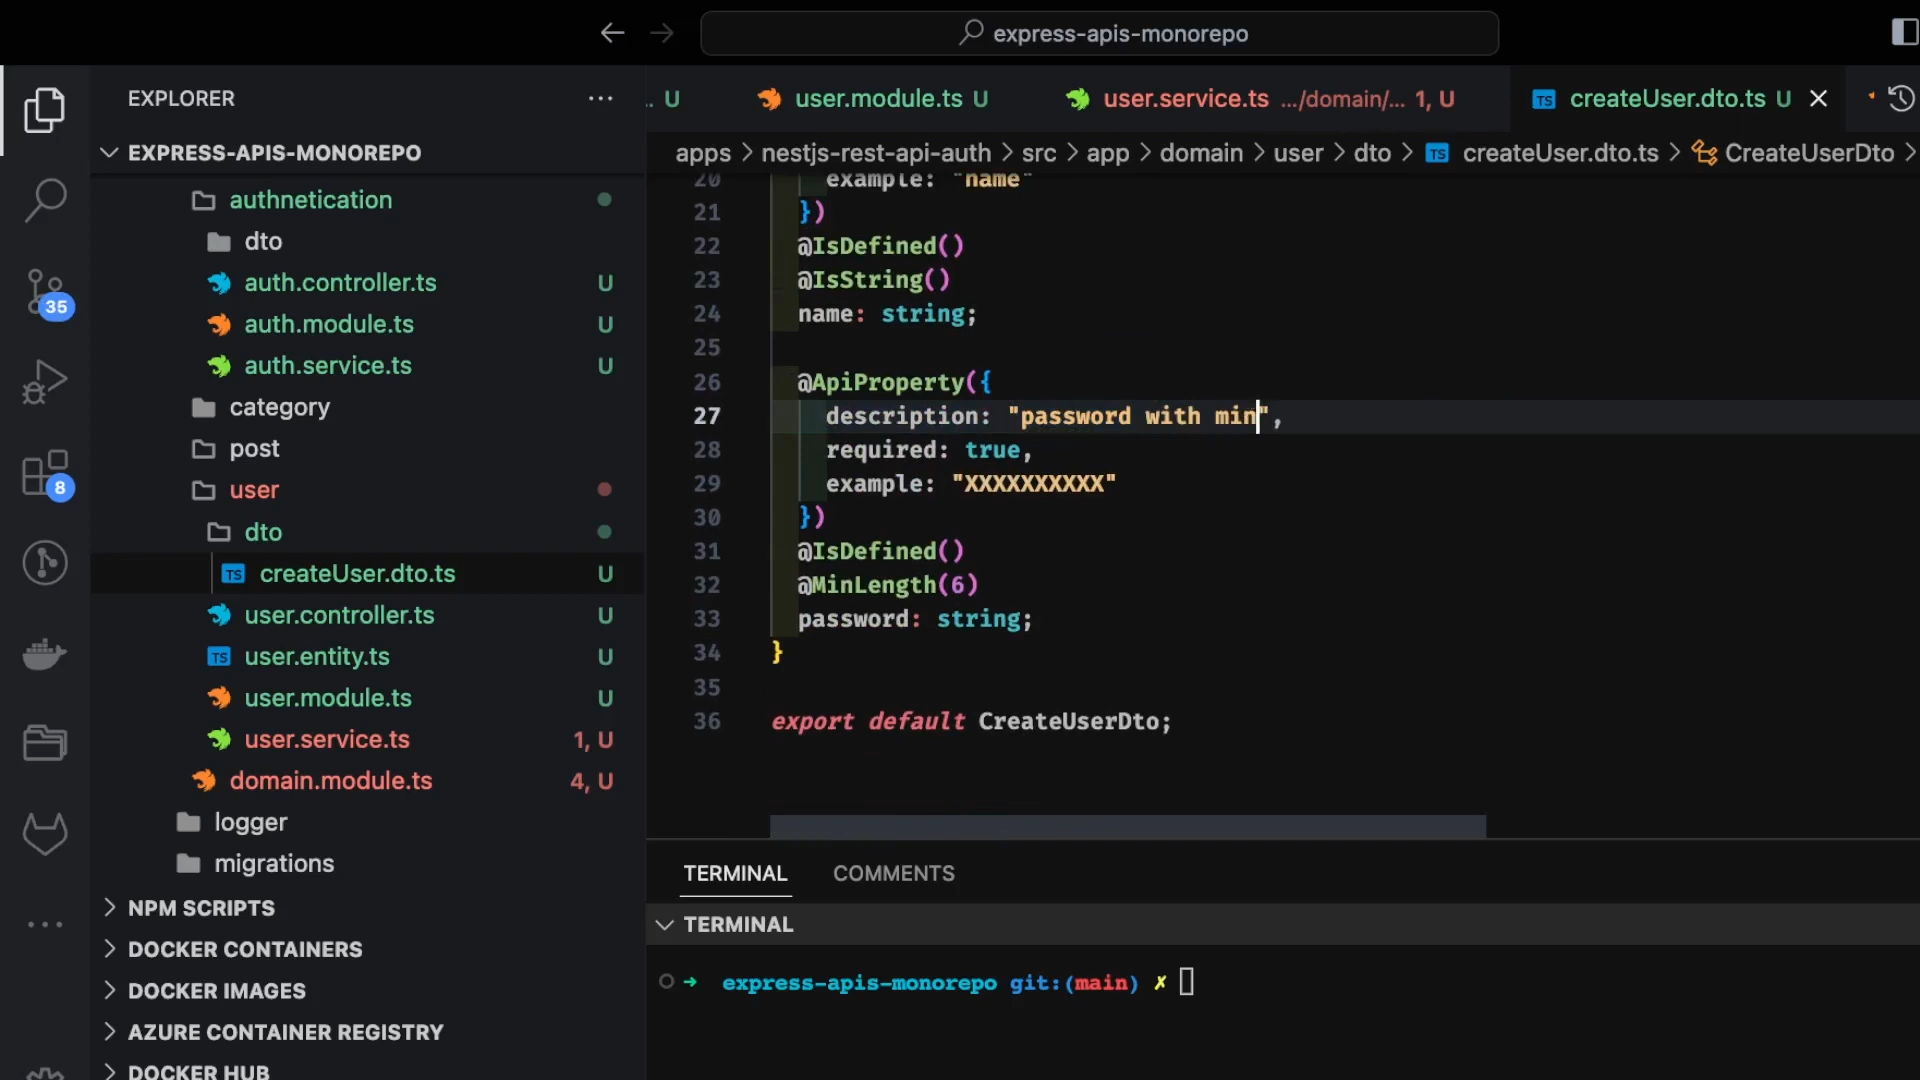 express-apis-monorepo
EXPLORER
EXPRESS-APIS-MONOREPO
authnetication
dto
auth.controller.ts U
auth.module.ts U
auth.service.ts U
category
post
user
dto
TS createUser.dto.ts U
user.controller.ts U
TS user.entity.ts U
user.module.ts U
user.service.ts 1, U
domain.module.ts 4, U
logger
migrations
NPM SCRIPTS
DOCKER CONTAINERS
DOCKER IMAGES
AZURE CONTAINER REGISTRY
DOCKER HUB
35
8
.. U user.module.ts U user.service.ts .../domain/... 1, U TS createUser.dto.ts U
apps > nestjs-rest-api-auth > src > app > domain > user > dto > TS createUser.dto.ts > CreateUserDto >
20 example: "name"
21 })
22 @IsDefined()
23 @IsString()
24 name: string;
25
26 @ApiProperty({
27 description: "password with min",
28 required: true,
29 example: "XXXXXXXXXX"
30 })
31 @IsDefined()
32 @MinLength(6)
33 password: string;
34 }
35
36 export default CreateUserDto;
TERMINAL COMMENTS
TERMINAL
➜ express-apis-monorepo git:(main) ✗